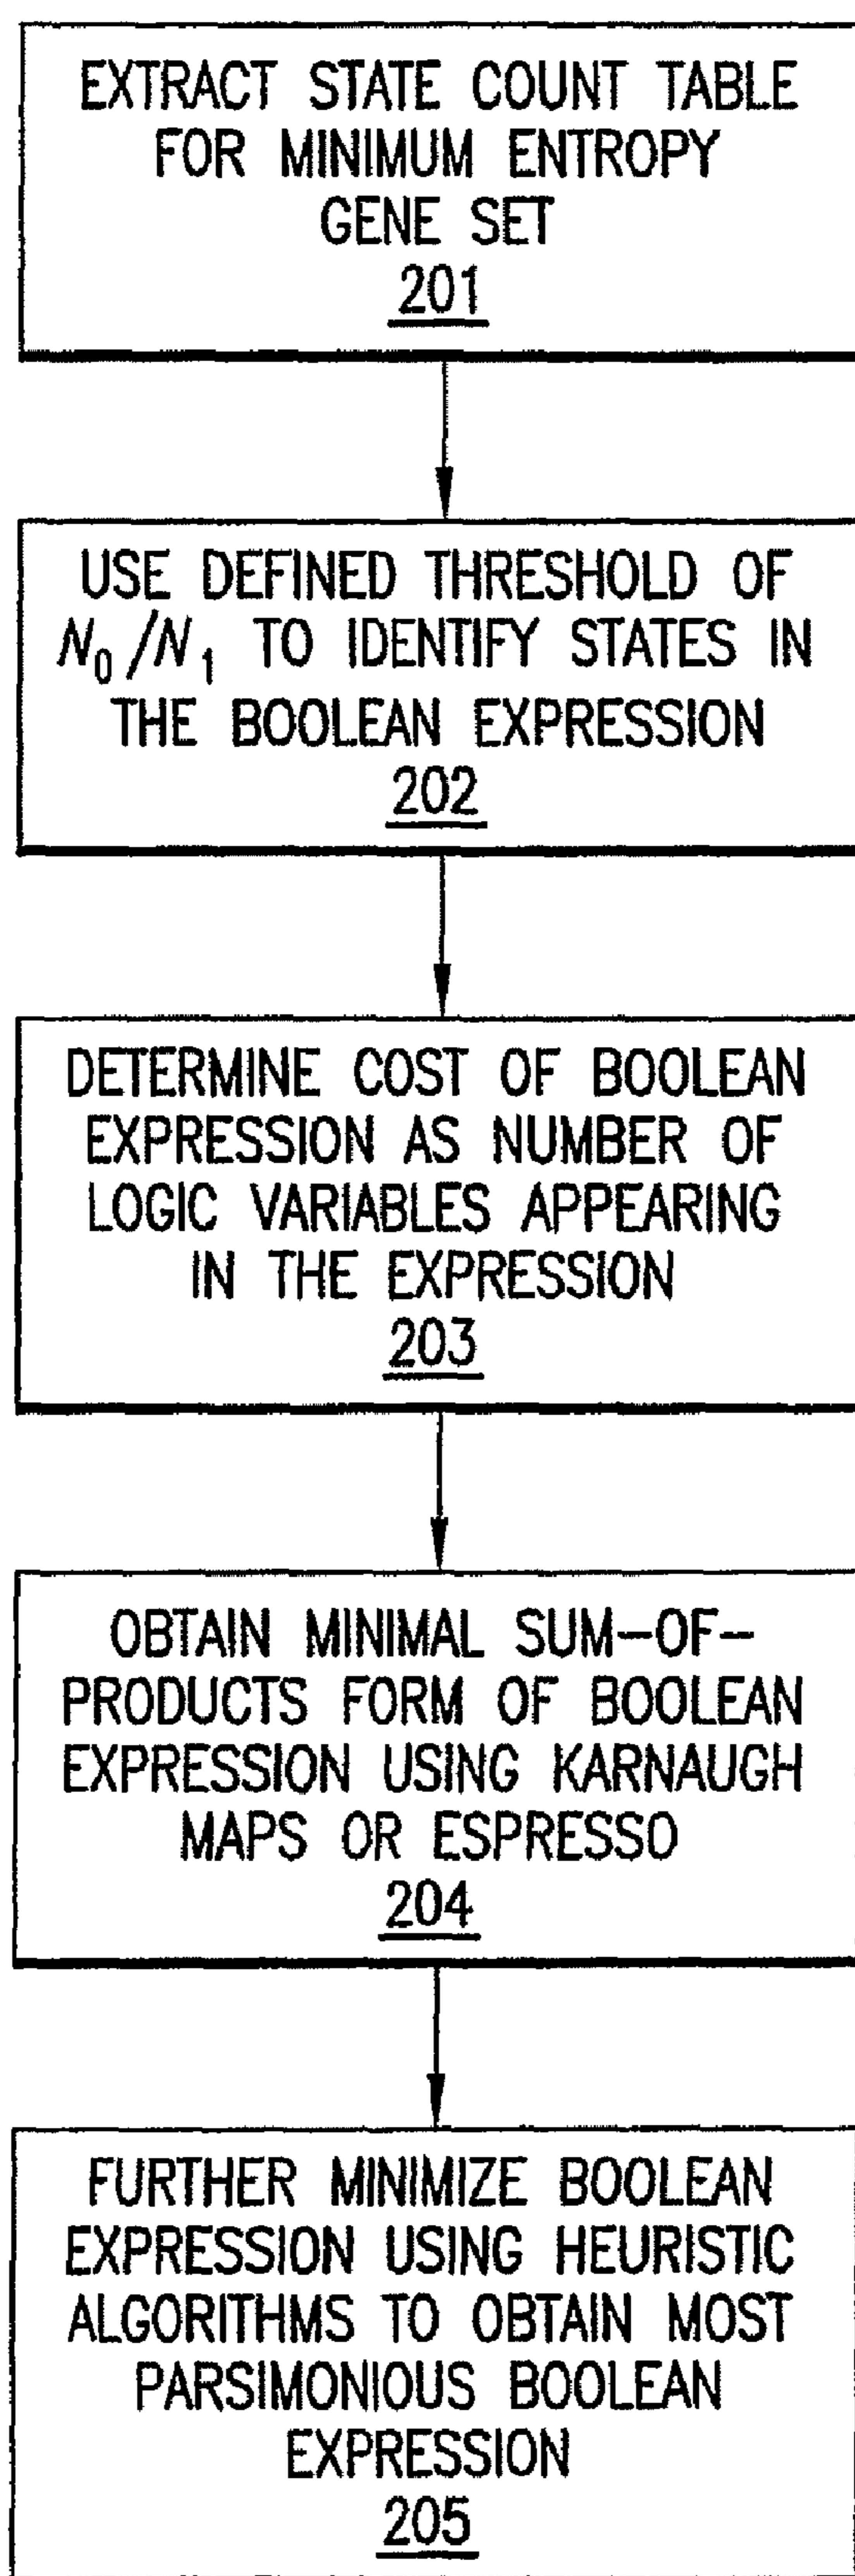 EXTRACT STATE COUNT TABLE
FOR MINIMUM ENTROPY
GENE SET
201
USE DEFINED THRESHOLD OF
N₀/N₁ TO IDENTIFY STATES IN
THE BOOLEAN EXPRESSION
202
DETERMINE COST OF BOOLEAN
EXPRESSION AS NUMBER OF
LOGIC VARIABLES APPEARING
IN THE EXPRESSION
203
OBTAIN MINIMAL SUM-OF-
PRODUCTS FORM OF BOOLEAN
EXPRESSION USING KARNAUGH
MAPS OR ESPRESSO
204
FURTHER MINIMIZE BOOLEAN
EXPRESSION USING HEURISTIC
ALGORITHMS TO OBTAIN MOST
PARSIMONIOUS BOOLEAN
EXPRESSION
205